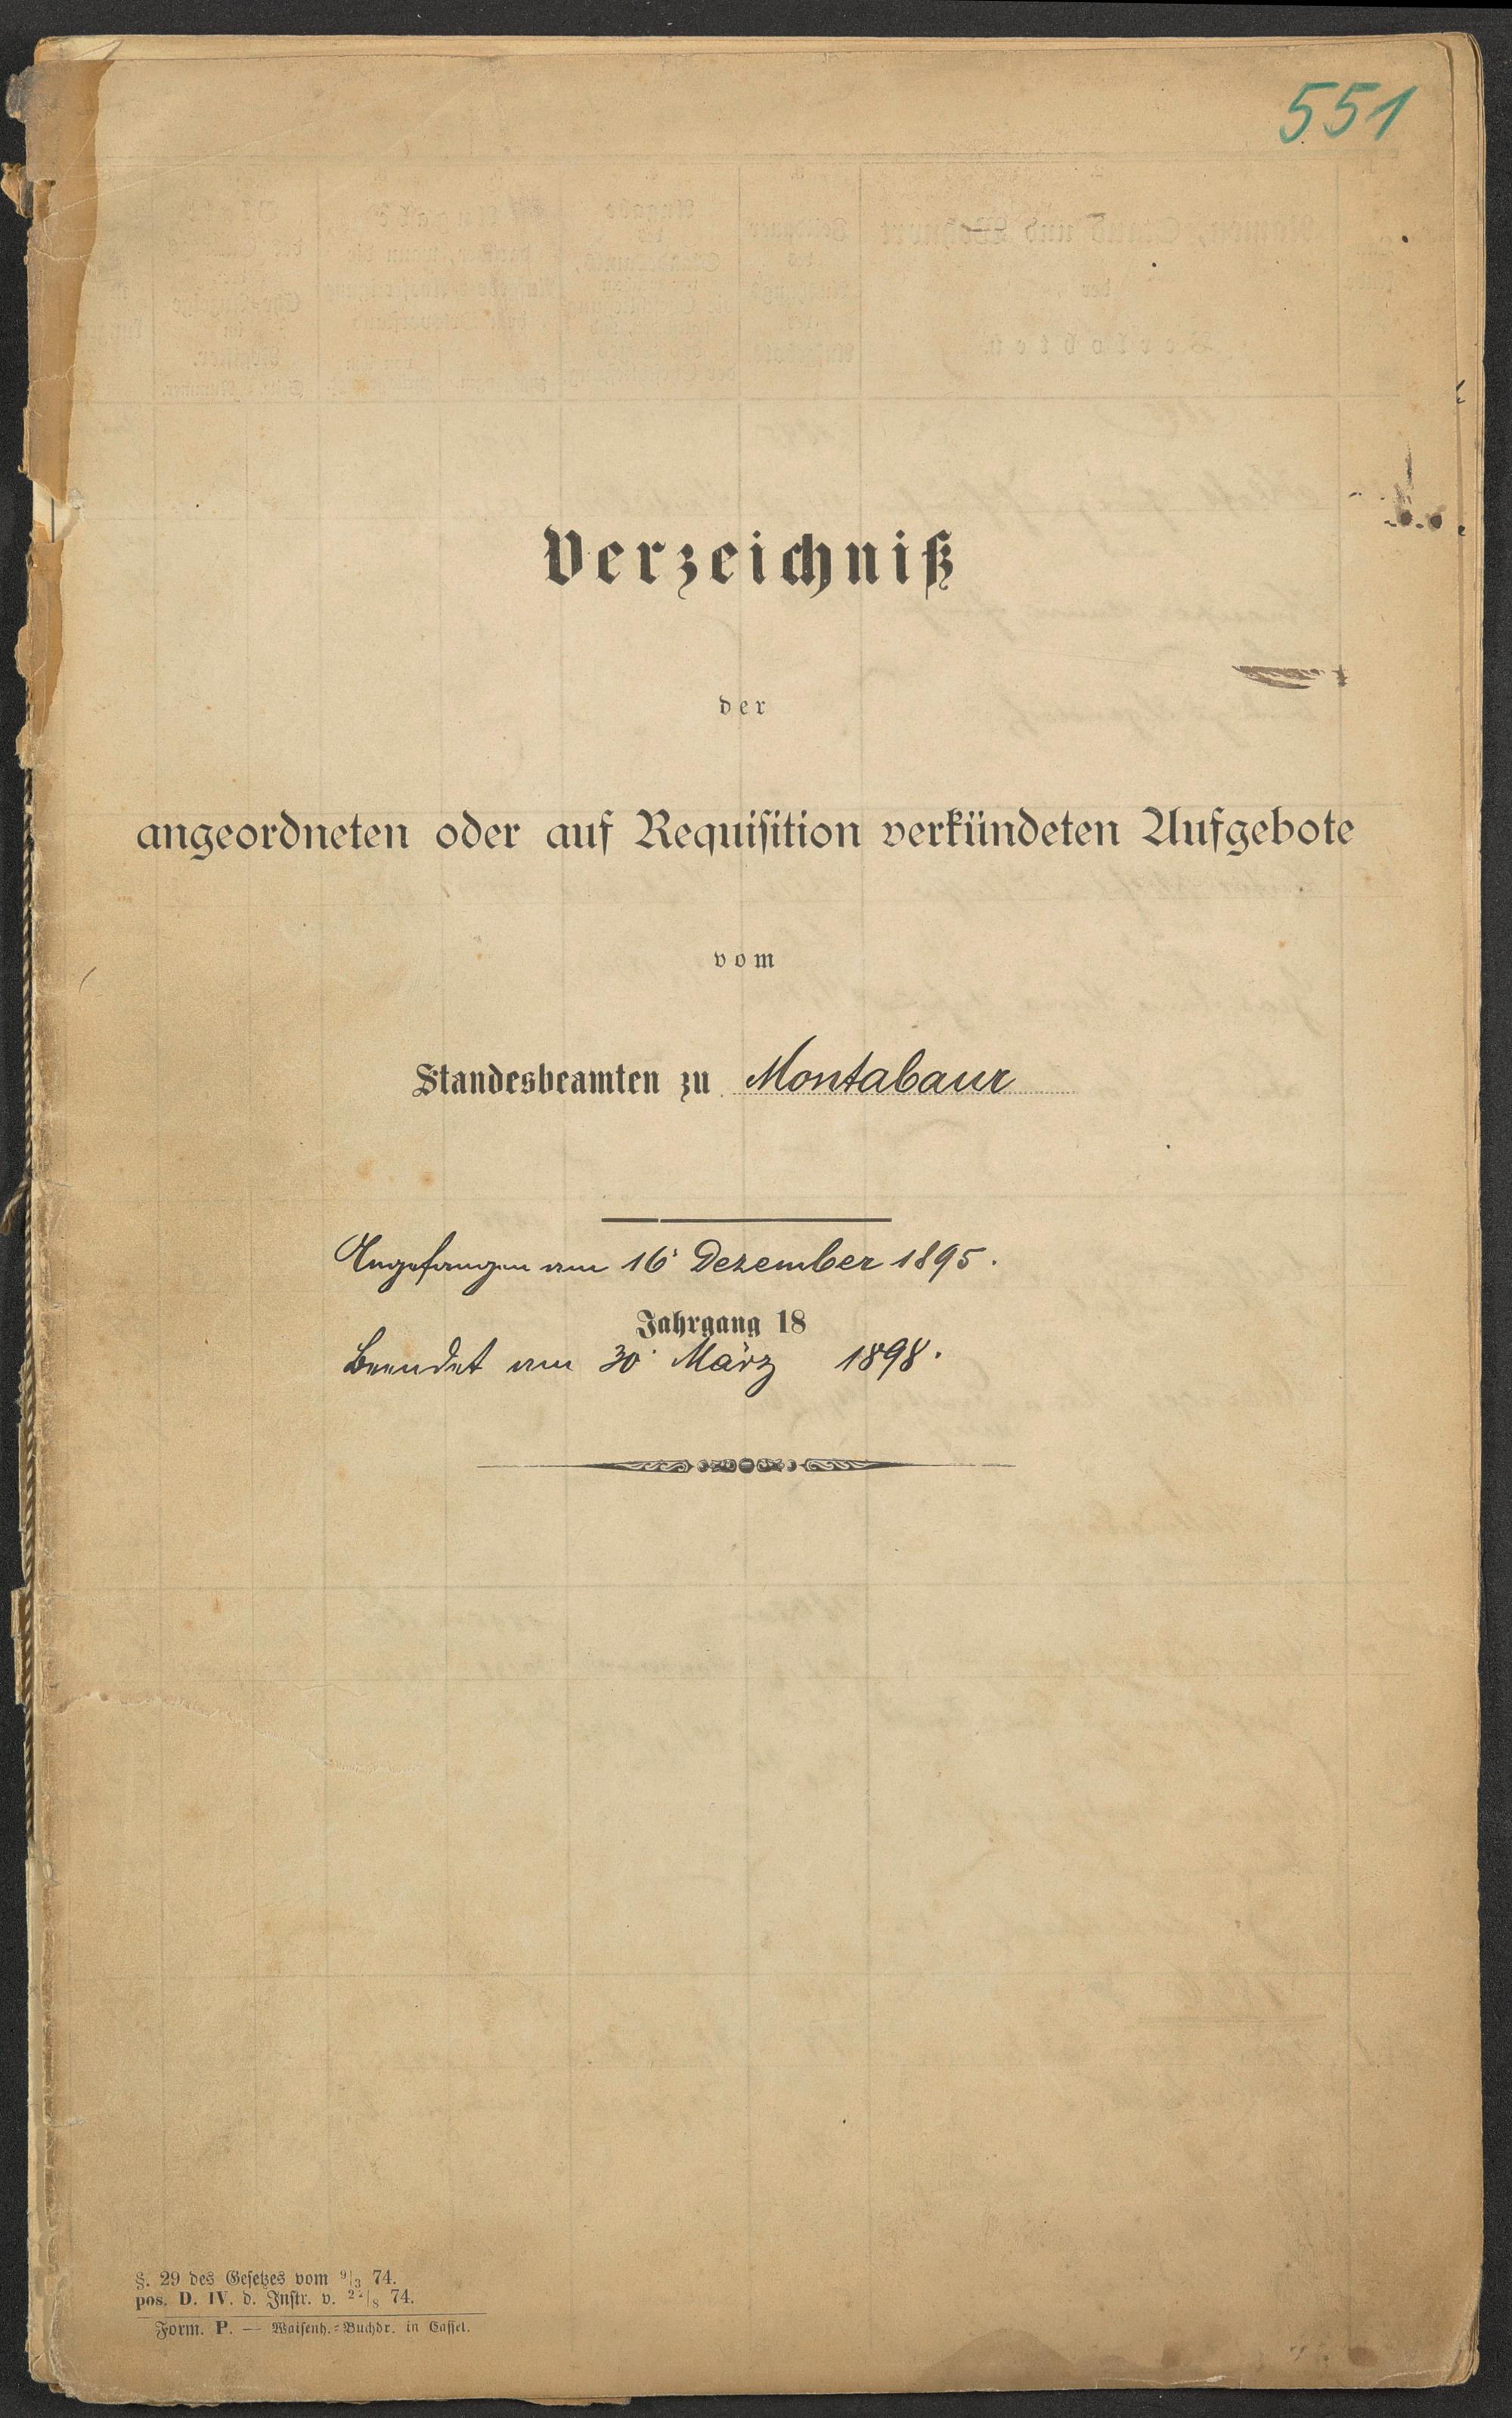 551
Verzeichniß
der
angeordneten oder auf Requisition verkündeten Aufgebote
vom
Standesbeamten zu Montabaur
Angefangen am 16. Dezember 1895.
Jahrgang 18
Beendet am 30. März 1898.
§. 29 des Gesetzes vom 9/3 74.
pos. D. IV. d. Instr. v. 22/8 74.
Form. P. — Waisenh.=Buchdr. in Cassel.